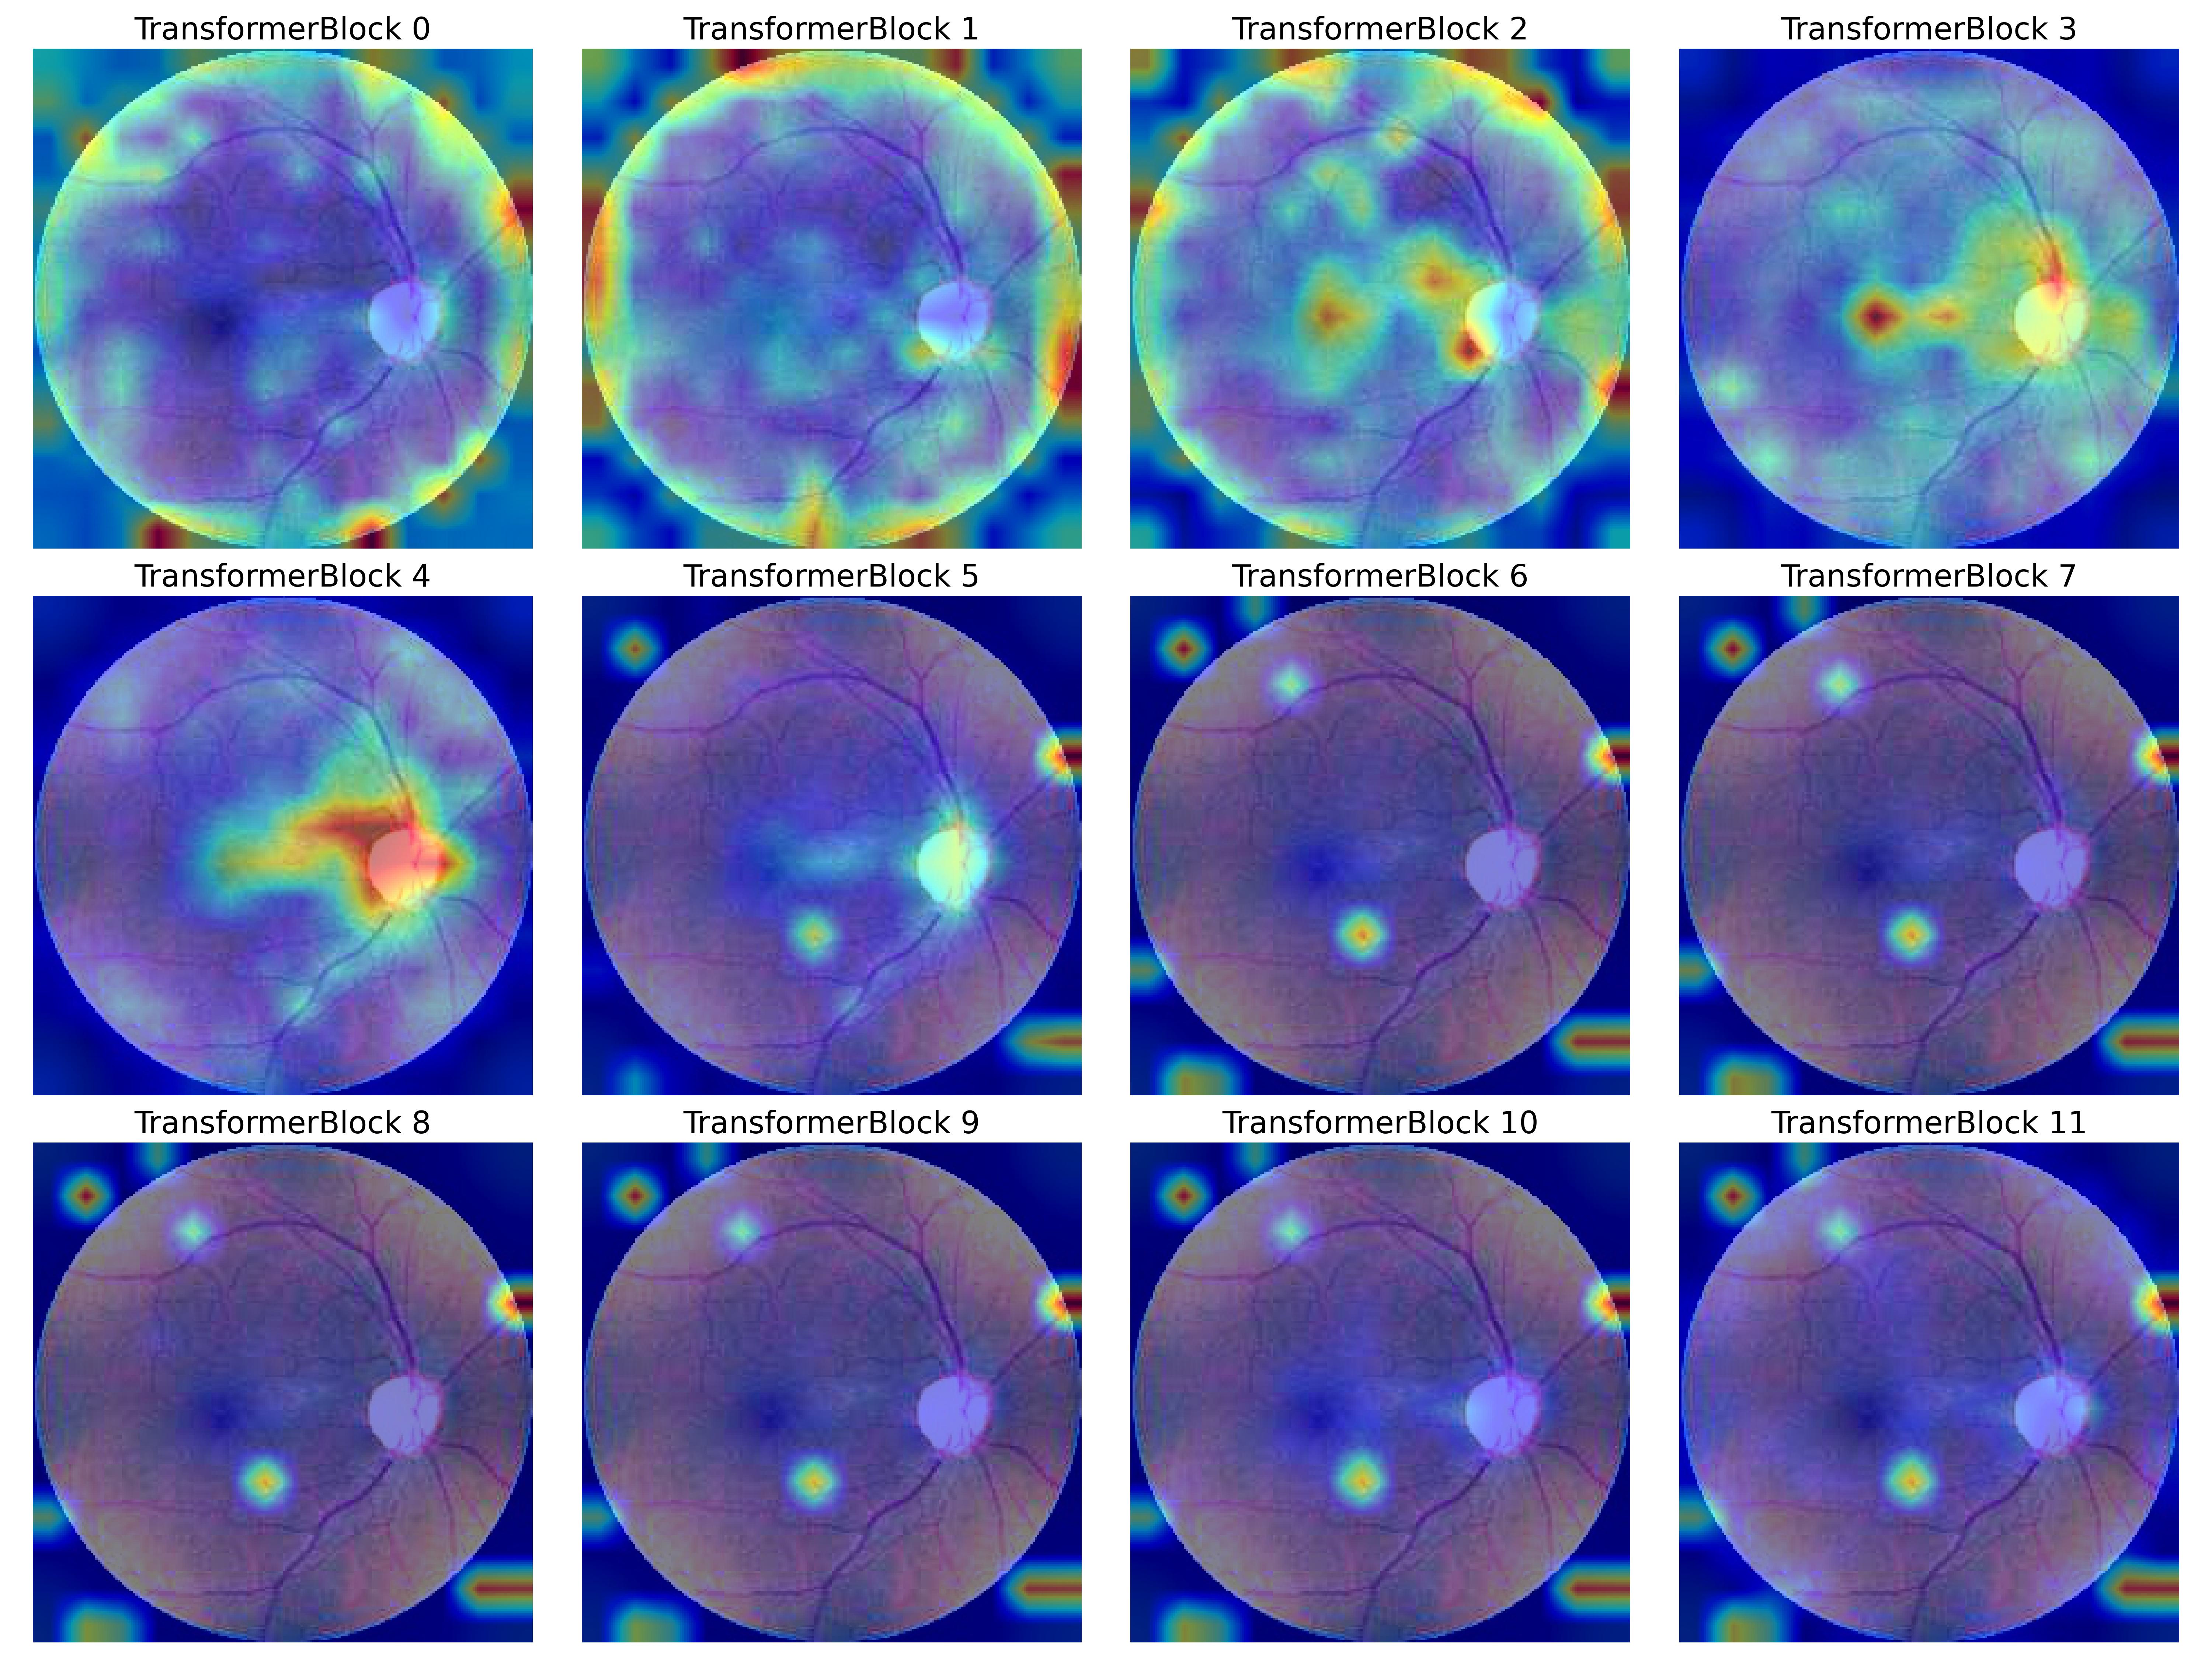 TransformerBlock 0
TransformerBlock 1
TransformerBlock 2
TransformerBlock 3
TransformerBlock 4
TransformerBlock 5
TransformerBlock 6
TransformerBlock 7
TransformerBlock 8
TransformerBlock 9
TransformerBlock 10
TransformerBlock 11